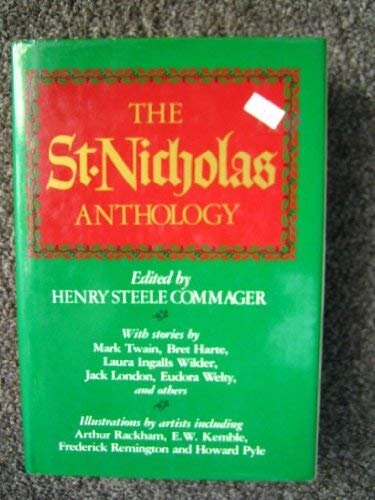 THE
St. Nicholas
ANTHOLOGY
Edited by
HENRY STEELE COMMAGER
With stories by
Mark Twain, Bret Harte,
Laura Ingalls Wilder,
Jack London, Eudora Welty,
and others
Illustrations by artists including
Arthur Rackham, E.W. Kemble,
Frederick Remington and Howard Pyle